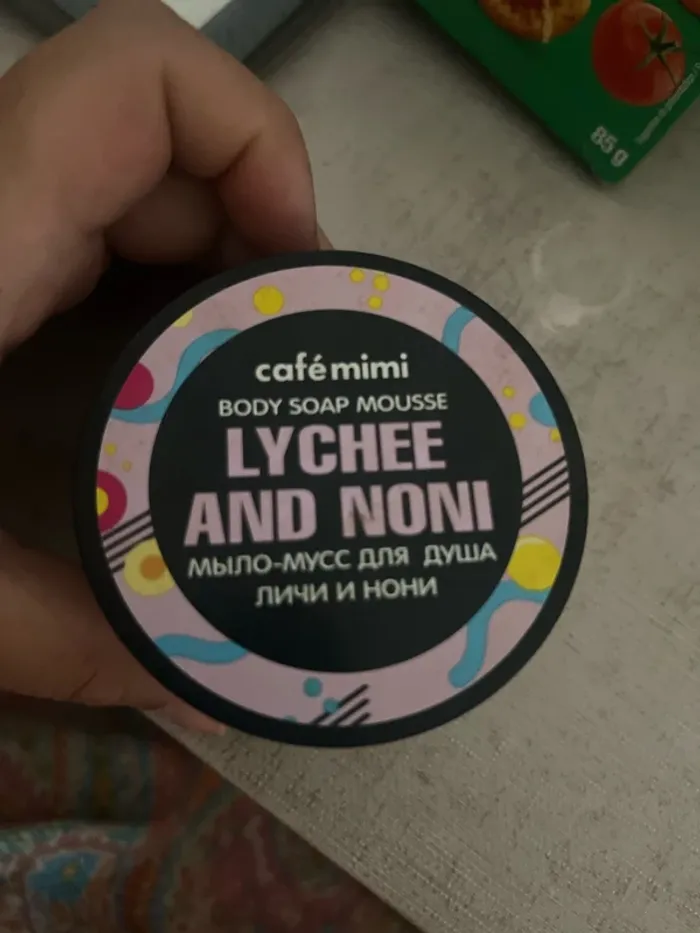 85 g
café mimi
BODY SOAP MOUSSE
LYCHEE
AND NONI
МЫЛО-МУСС ДЛЯ ДУША
ЛИЧИ И НОНИ